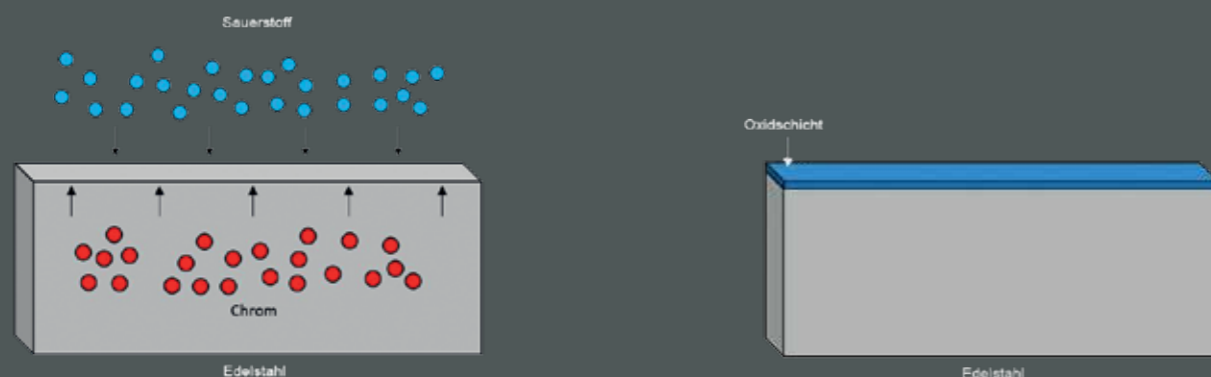 Sauerstoff
Chrom
Edelstahl
Oxidschicht
Edelstahl